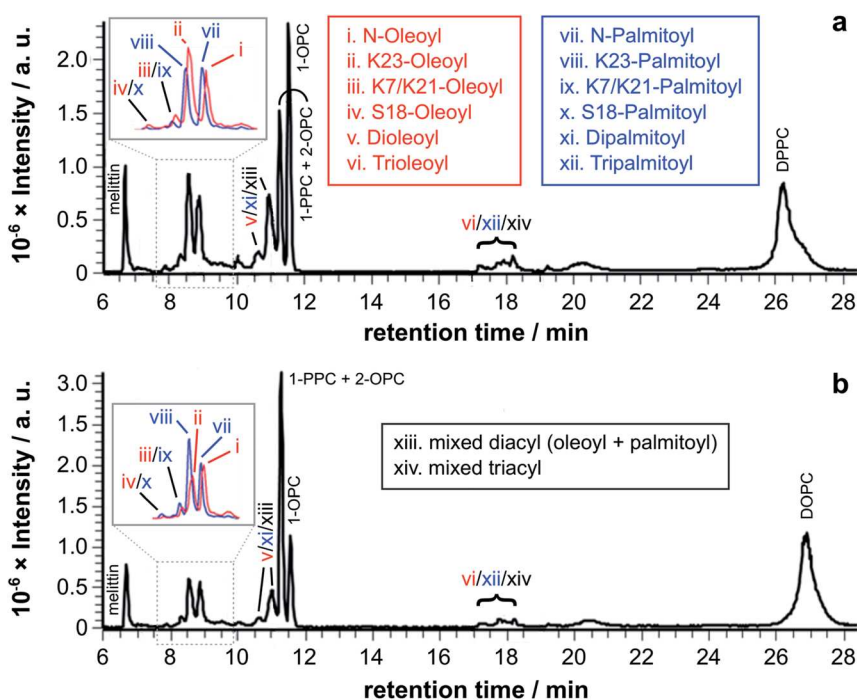 a
10⁻⁶ × Intensity / a. u.
2.0
1.5
1.0
0.5
0
ii
viii
vii
iii/ix
i
iv/x
melittin
v/xi/xiii
1-PPC + 2-OPC
1-OPC
i. N-Oleoyl
ii. K23-Oleoyl
iii. K7/K21-Oleoyl
iv. S18-Oleoyl
v. Dioleoyl
vi. Trioleoyl
vii. N-Palmitoyl
viii. K23-Palmitoyl
ix. K7/K21-Palmitoyl
x. S18-Palmitoyl
xi. Dipalmitoyl
xii. Tripalmitoyl
vi/xii/xiv
DPPC
6 8 10 12 14 16 18 20 22 24 26 28
retention time / min
b
10⁻⁶ × Intensity / a. u.
3.0
2.5
2.0
1.5
1.0
0.5
0
viii
ii
vii
iii/ix
i
iv/x
melittin
v/xi/xiii
1-PPC + 2-OPC
1-OPC
xiii. mixed diacyl (oleoyl + palmitoyl)
xiv. mixed triacyl
vi/xii/xiv
DOPC
6 8 10 12 14 16 18 20 22 24 26 28
retention time / min